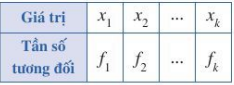 Giá trị x₁ x₂ ... xₖ
Tần số tương đối f₁ f₂ ... fₖ